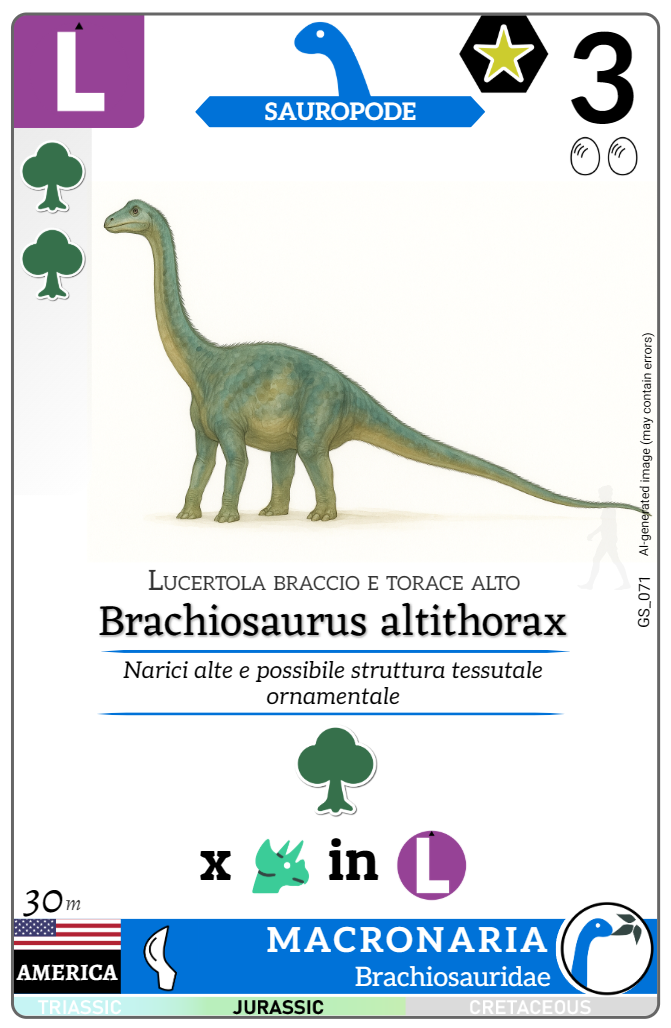 L
SAUROPODE
3
AI-generated image (may contain errors)
GS_071
Lucertola braccio e torace alto
Brachiosaurus altithorax
Narici alte e possibile struttura tessutale
ornamentale
x in L
30 m
AMERICA
MACRONARIA
Brachiosauridae
TRIASSIC JURASSIC CRETACEOUS